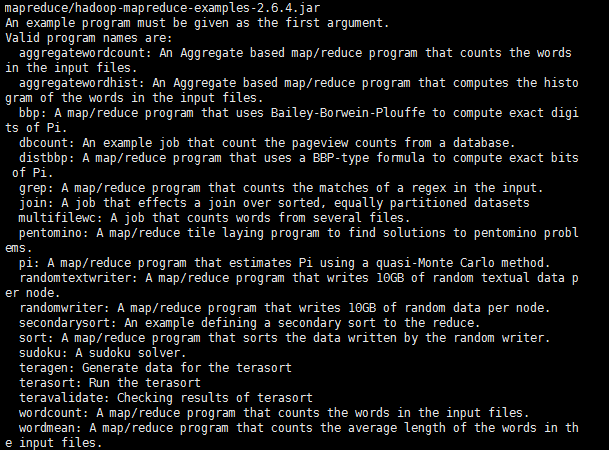 mapreduce/hadoop-mapreduce-examples-2.6.4.jar
An example program must be given as the first argument.
Valid program names are:
  aggregatewordcount: An Aggregate based map/reduce program that counts the words
in the input files.
  aggregatewordhist: An Aggregate based map/reduce program that computes the histo
gram of the words in the input files.
  bbp: A map/reduce program that uses Bailey-Borwein-Plouffe to compute exact digi
ts of Pi.
  dbcount: An example job that count the pageview counts from a database.
  distbbp: A map/reduce program that uses a BBP-type formula to compute exact bits
 of Pi.
  grep: A map/reduce program that counts the matches of a regex in the input.
  join: A job that effects a join over sorted, equally partitioned datasets
  multifilewc: A job that counts words from several files.
  pentomino: A map/reduce tile laying program to find solutions to pentomino probl
ems.
  pi: A map/reduce program that estimates Pi using a quasi-Monte Carlo method.
  randomtextwriter: A map/reduce program that writes 10GB of random textual data p
er node.
  randomwriter: A map/reduce program that writes 10GB of random data per node.
  secondarysort: An example defining a secondary sort to the reduce.
  sort: A map/reduce program that sorts the data written by the random writer.
  sudoku: A sudoku solver.
  teragen: Generate data for the terasort
  terasort: Run the terasort
  teravalidate: Checking results of terasort
  wordcount: A map/reduce program that counts the words in the input files.
  wordmean: A map/reduce program that counts the average length of the words in th
e input files.